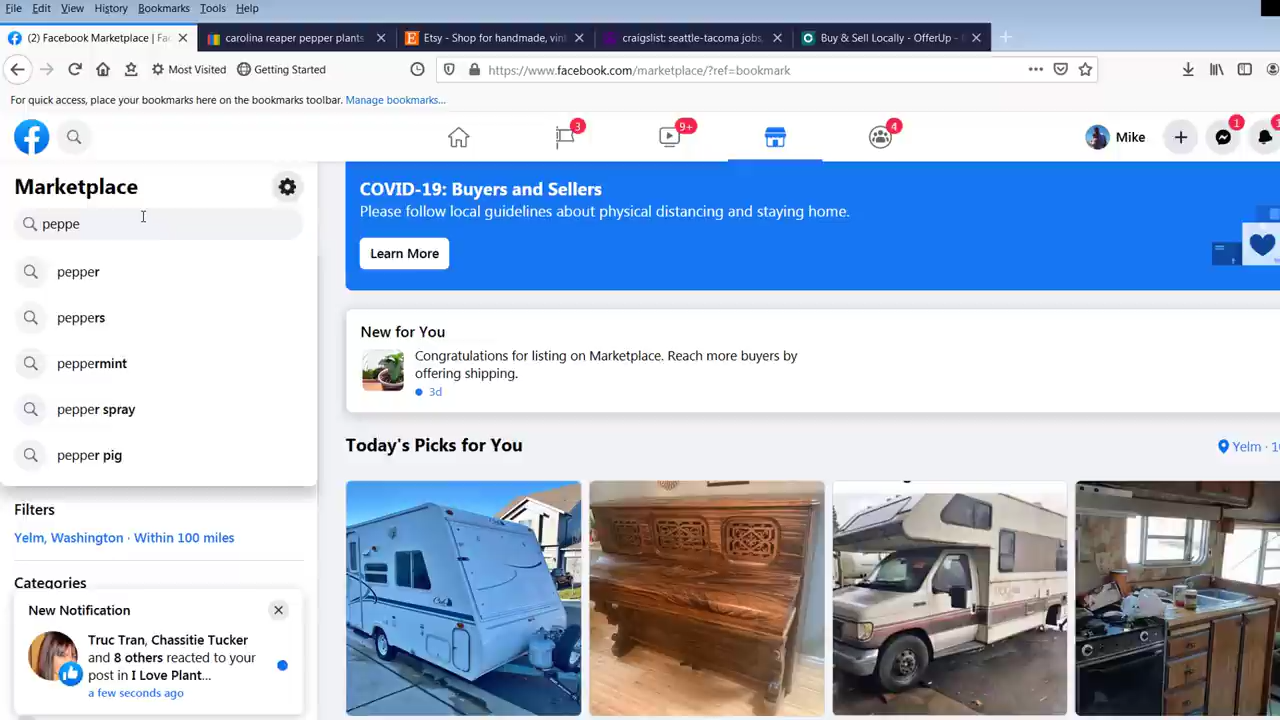 File Edit View History Bookmarks Tools Help
(2) Facebook Marketplace | Fac
carolina reaper pepper plants
Etsy - Shop for handmade, vint
craigslist: seattle-tacoma jobs,
Buy & Sell Locally - OfferUp -
Most Visited Getting Started
https://www.facebook.com/marketplace/?ref=bookmark
For quick access, place your bookmarks here on the bookmarks toolbar. Manage bookmarks...
3
9+
4
Mike
1
Marketplace
peppe
pepper
peppers
peppermint
pepper spray
pepper pig
Filters
Yelm, Washington · Within 100 miles
Categories
New Notification
Truc Tran, Chassitie Tucker
and 8 others reacted to your
post in I Love Plant...
a few seconds ago
COVID-19: Buyers and Sellers
Please follow local guidelines about physical distancing and staying home.
Learn More
New for You
Congratulations for listing on Marketplace. Reach more buyers by
offering shipping.
3d
Today's Picks for You
Yelm · 1